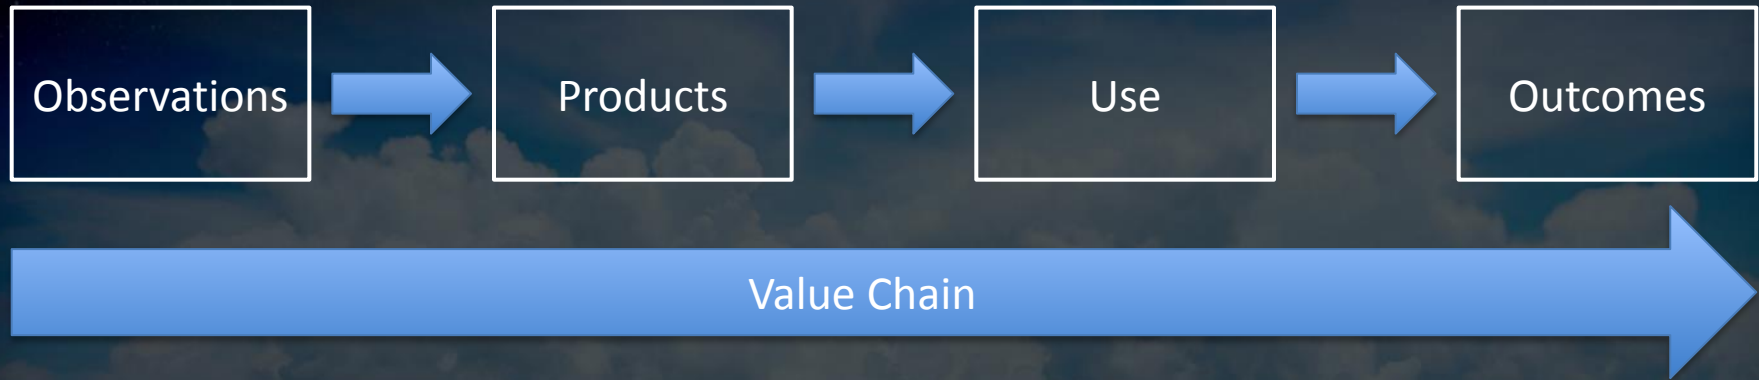 Observations
Products
Use
Outcomes
Value Chain